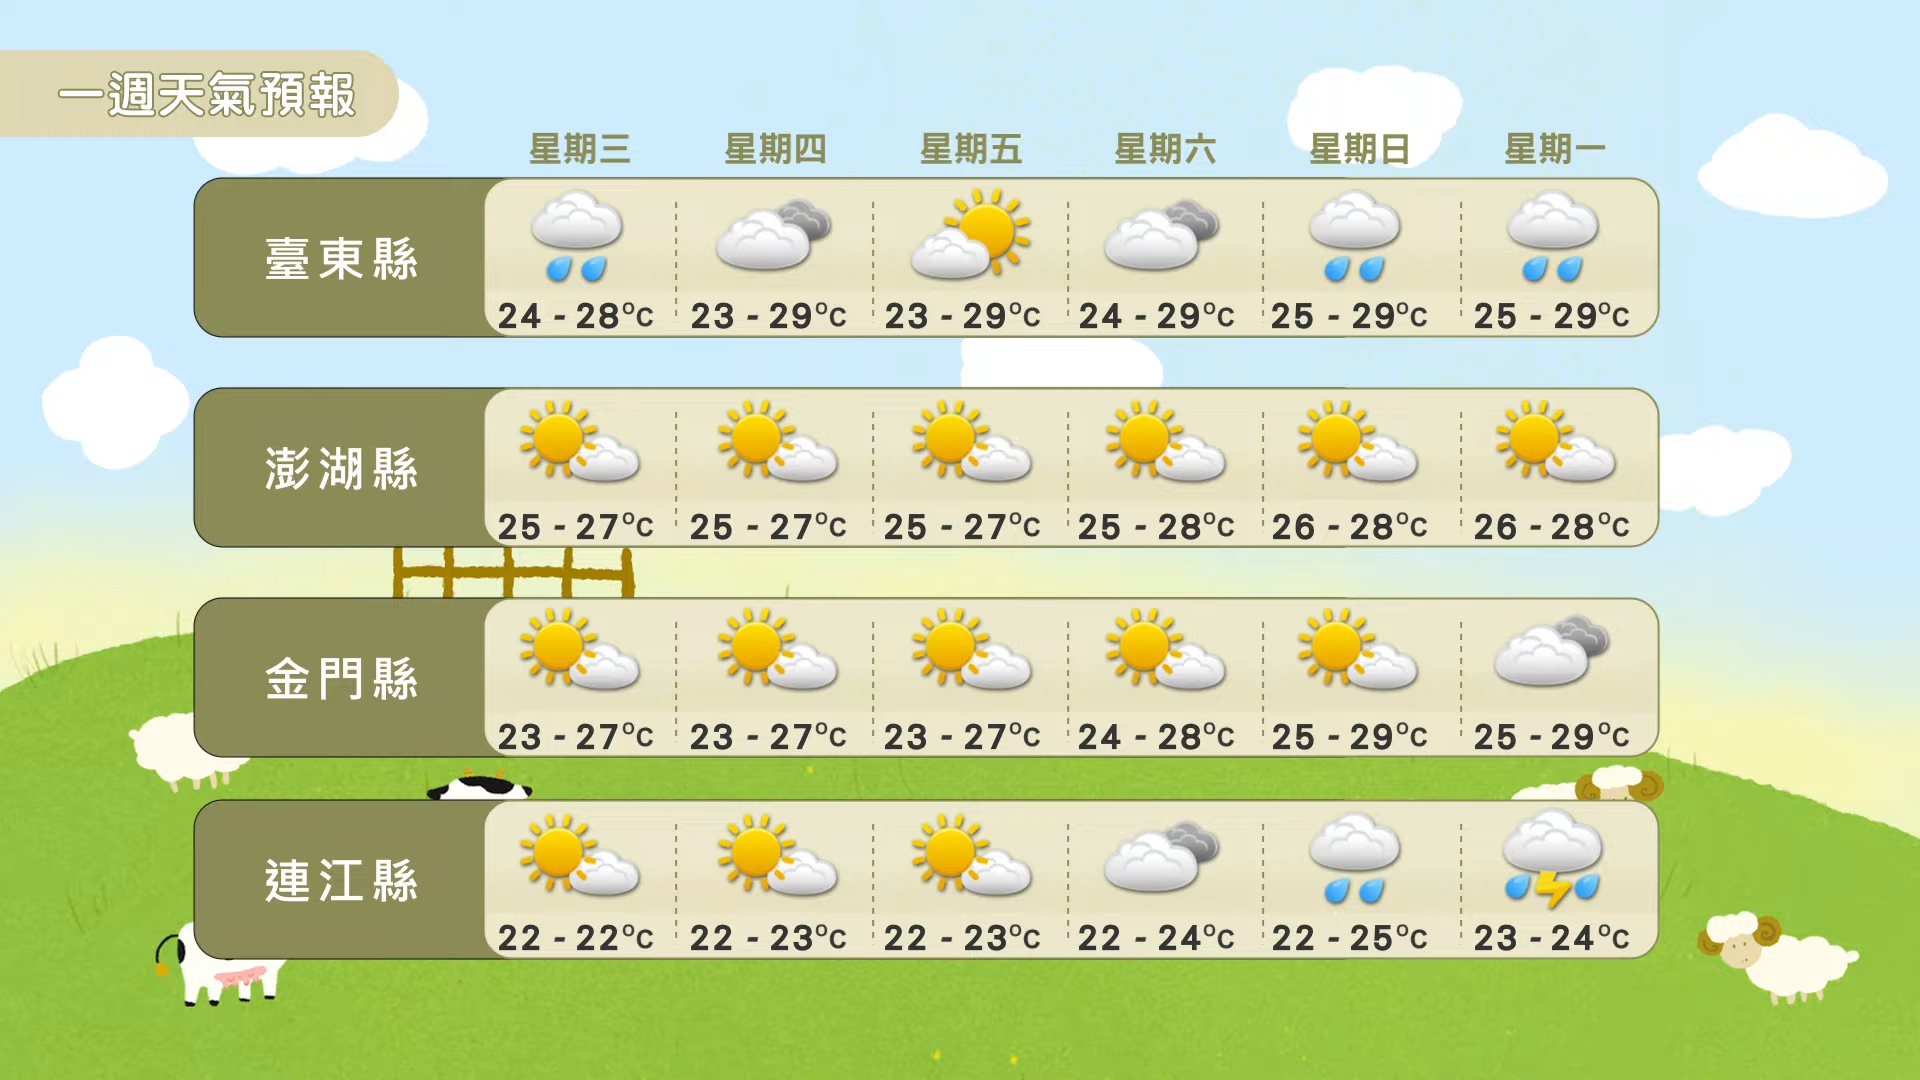 一週天氣預報
星期三 星期四 星期五 星期六 星期日 星期一
臺東縣
24 - 28°C 23 - 29°C 23 - 29°C 24 - 29°C 25 - 29°C 25 - 29°C
澎湖縣
25 - 27°C 25 - 27°C 25 - 27°C 25 - 28°C 26 - 28°C 26 - 28°C
金門縣
23 - 27°C 23 - 27°C 23 - 27°C 24 - 28°C 25 - 29°C 25 - 29°C
連江縣
22 - 22°C 22 - 23°C 22 - 23°C 22 - 24°C 22 - 25°C 23 - 24°C